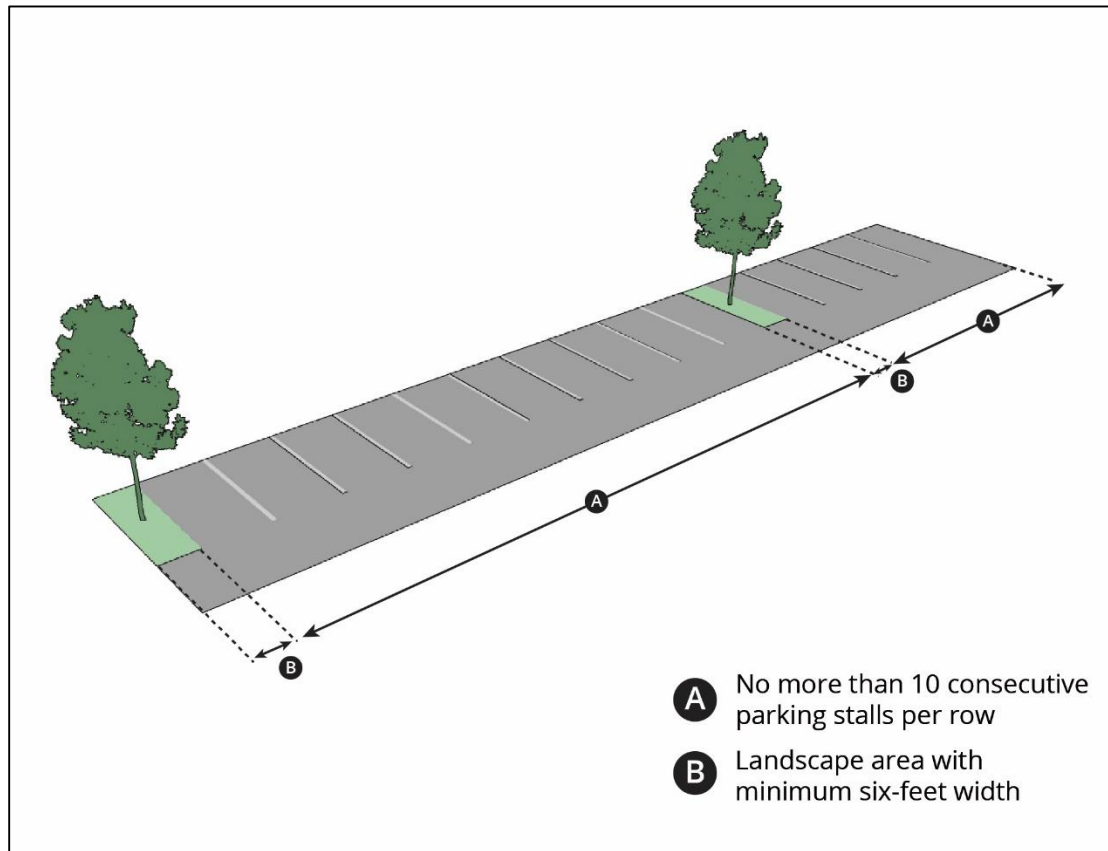 A
B
A
B
A No more than 10 consecutive
parking stalls per row
B Landscape area with
minimum six-feet width